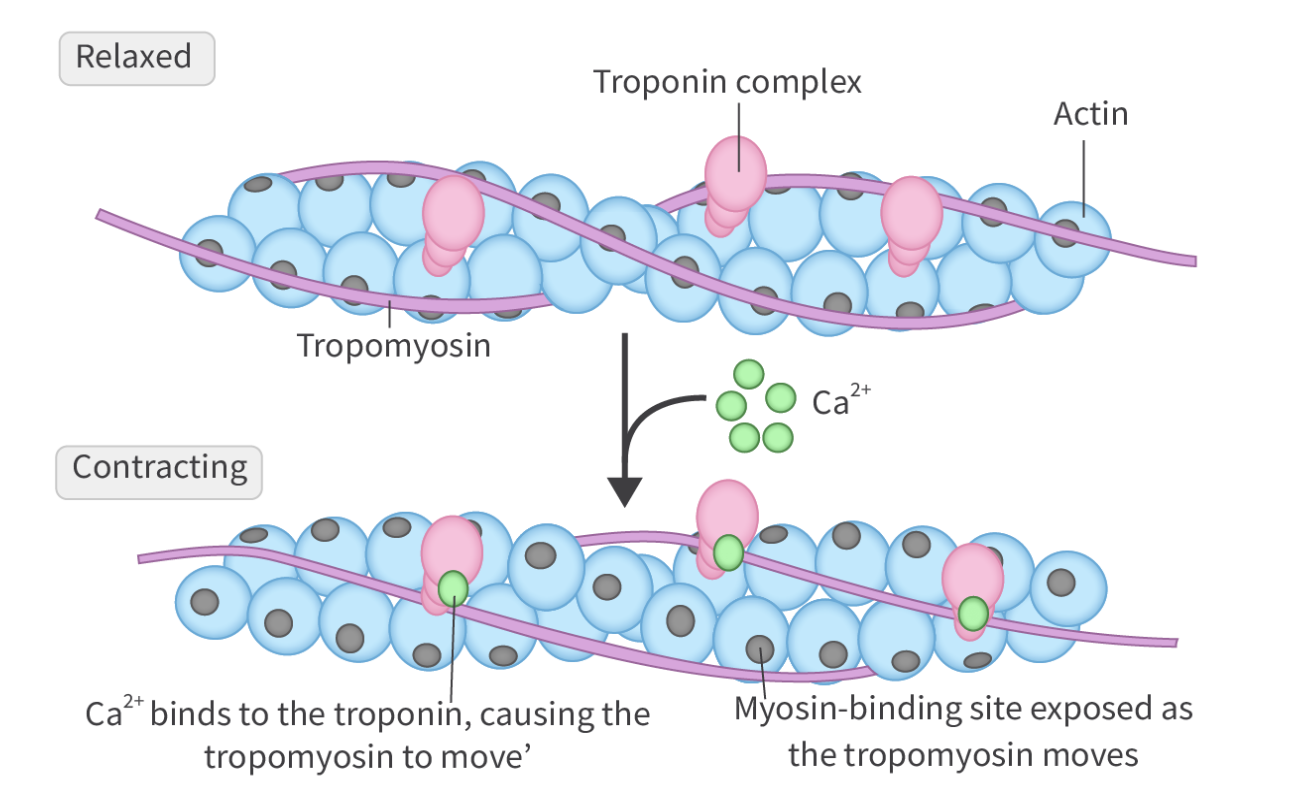 Relaxed
Troponin complex
Actin
Tropomyosin
Ca²⁺
Contracting
Ca²⁺ binds to the troponin, causing the
tropomyosin to move’
Myosin-binding site exposed as
the tropomyosin moves